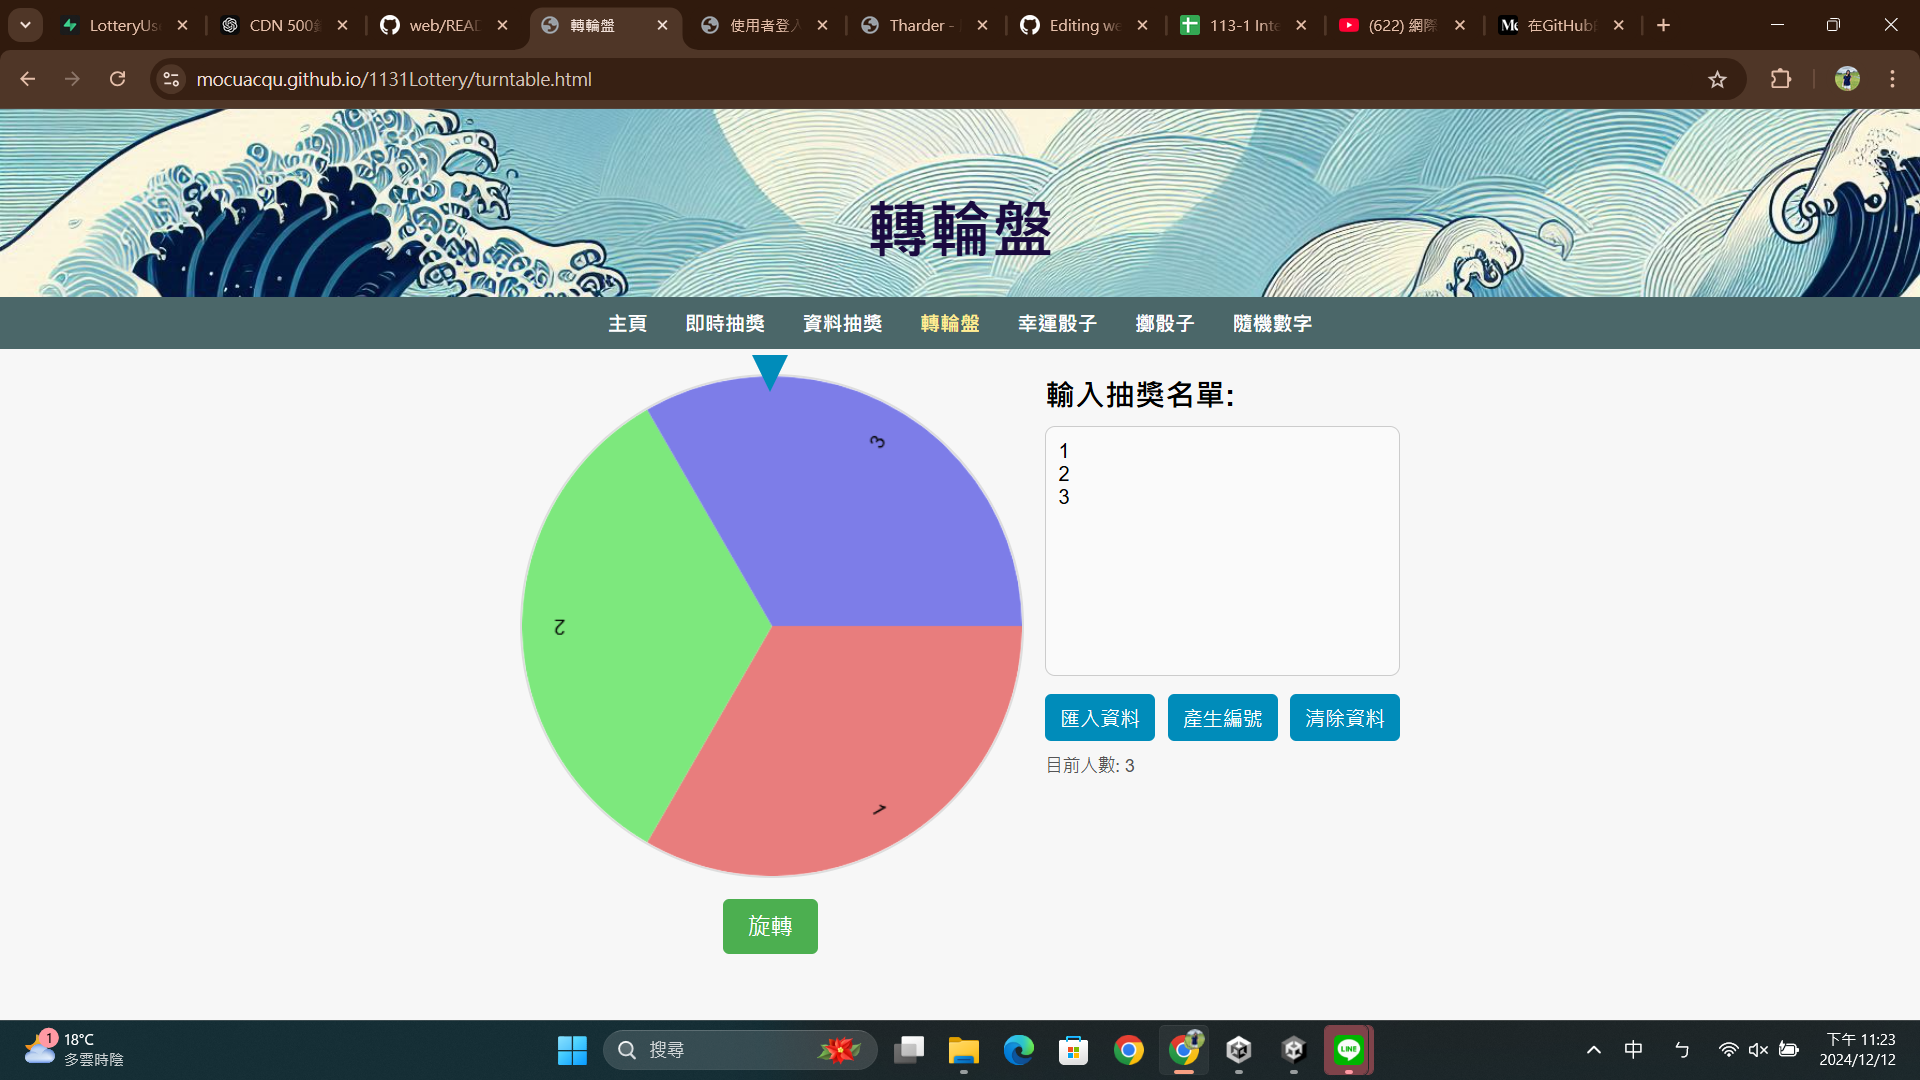 LotteryUs
CDN 500
web/READ
轉輪盤
使用者登入
Tharder -
Editing we
113-1 Inte
(622) 網際
在GitHub
mocuacqu.github.io/1131Lottery/turntable.html
轉輪盤
主頁 即時抽獎 資料抽獎 轉輪盤 幸運骰子 擲骰子 隨機數字
3
2
1
旋轉
輸入抽獎名單:
1
2
3
匯入資料 產生編號 清除資料
目前人數: 3
1
18°C
多雲時陰
搜尋
LINE
中
ㄣ
下午 11:23
2024/12/12